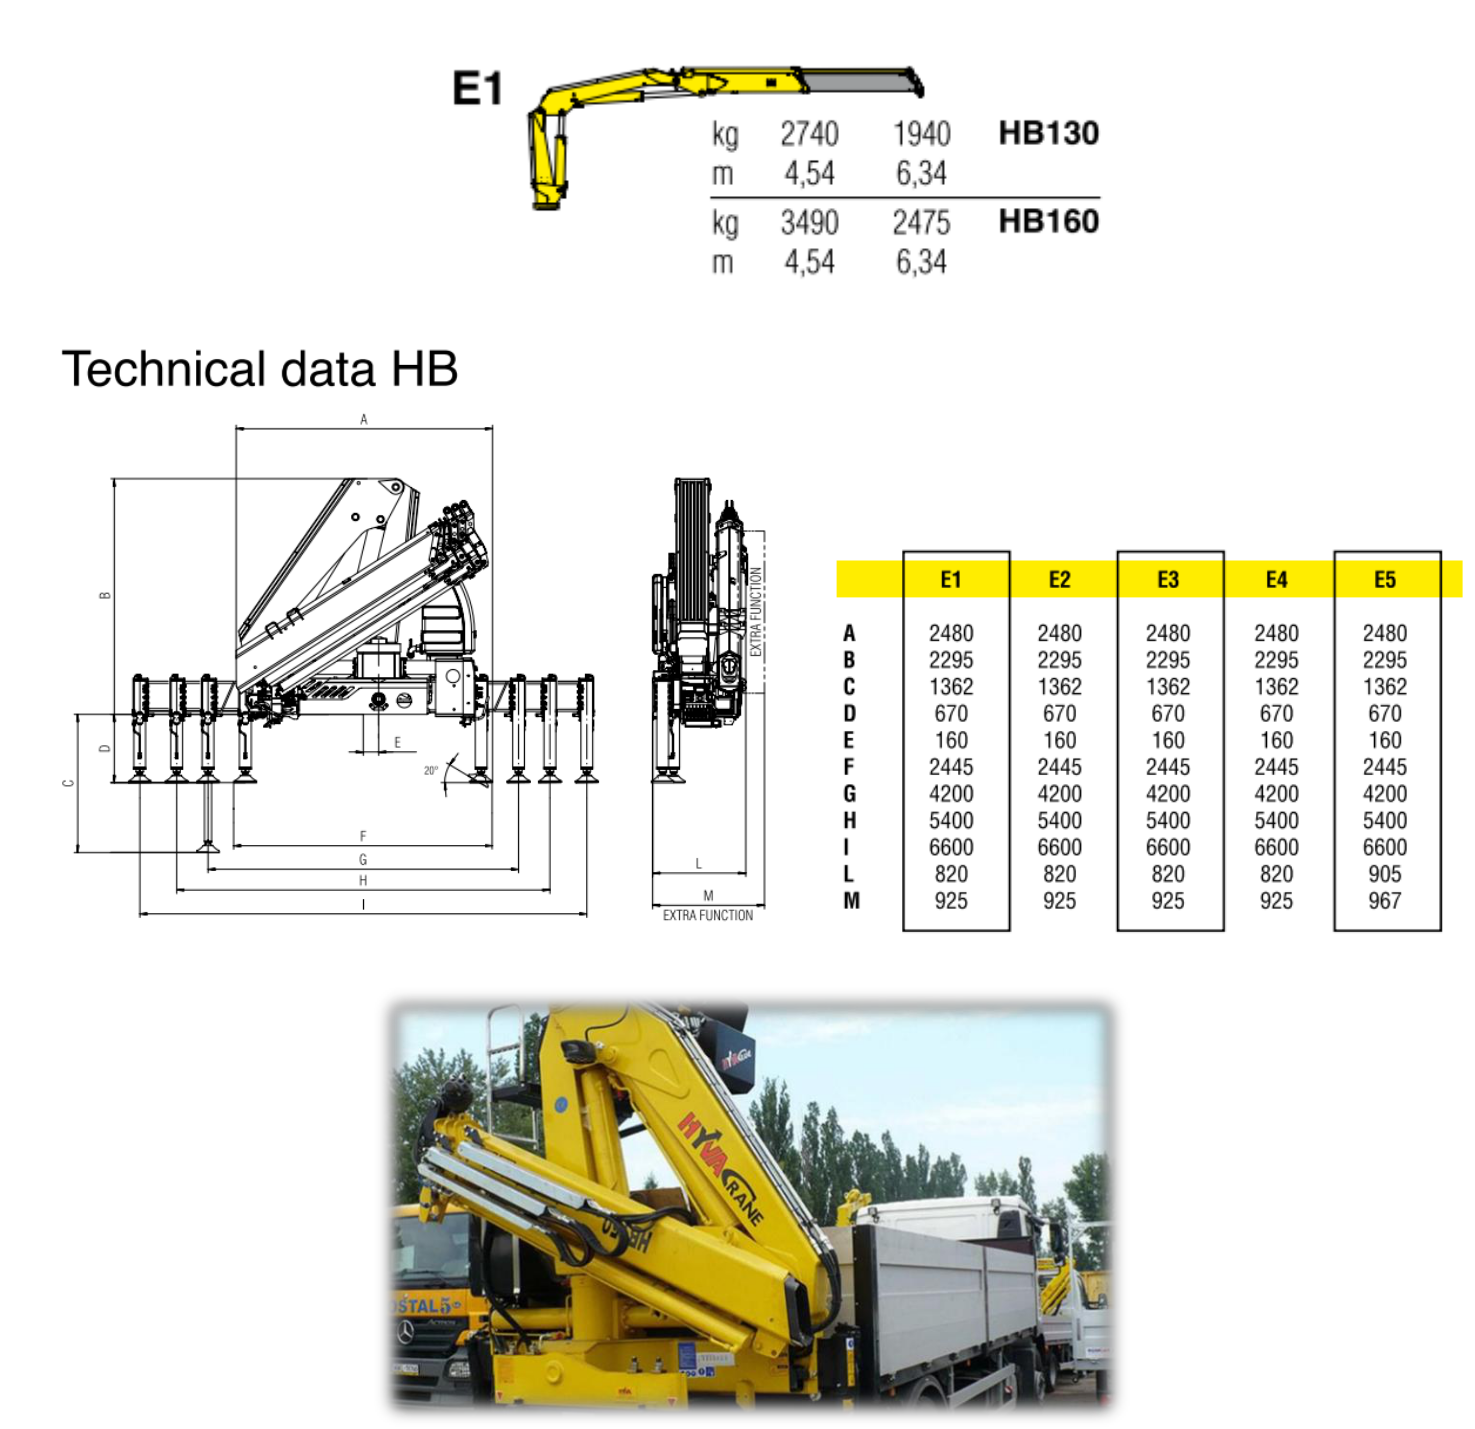 E1
kg 2740 1940 HB130
m 4,54 6,34
kg 3490 2475 HB160
m 4,54 6,34
Technical data HB
A
B
C
D
E
20°
F
G
H
I
EXTRA FUNCTION
L
M
EXTRA FUNCTION
E1 E2 E3 E4 E5
A 2480 2480 2480 2480 2480
B 2295 2295 2295 2295 2295
C 1362 1362 1362 1362 1362
D 670 670 670 670 670
E 160 160 160 160 160
F 2445 2445 2445 2445 2445
G 4200 4200 4200 4200 4200
H 5400 5400 5400 5400 5400
I 6600 6600 6600 6600 6600
L 820 820 820 820 905
M 925 925 925 925 967
HYVA
CRANE